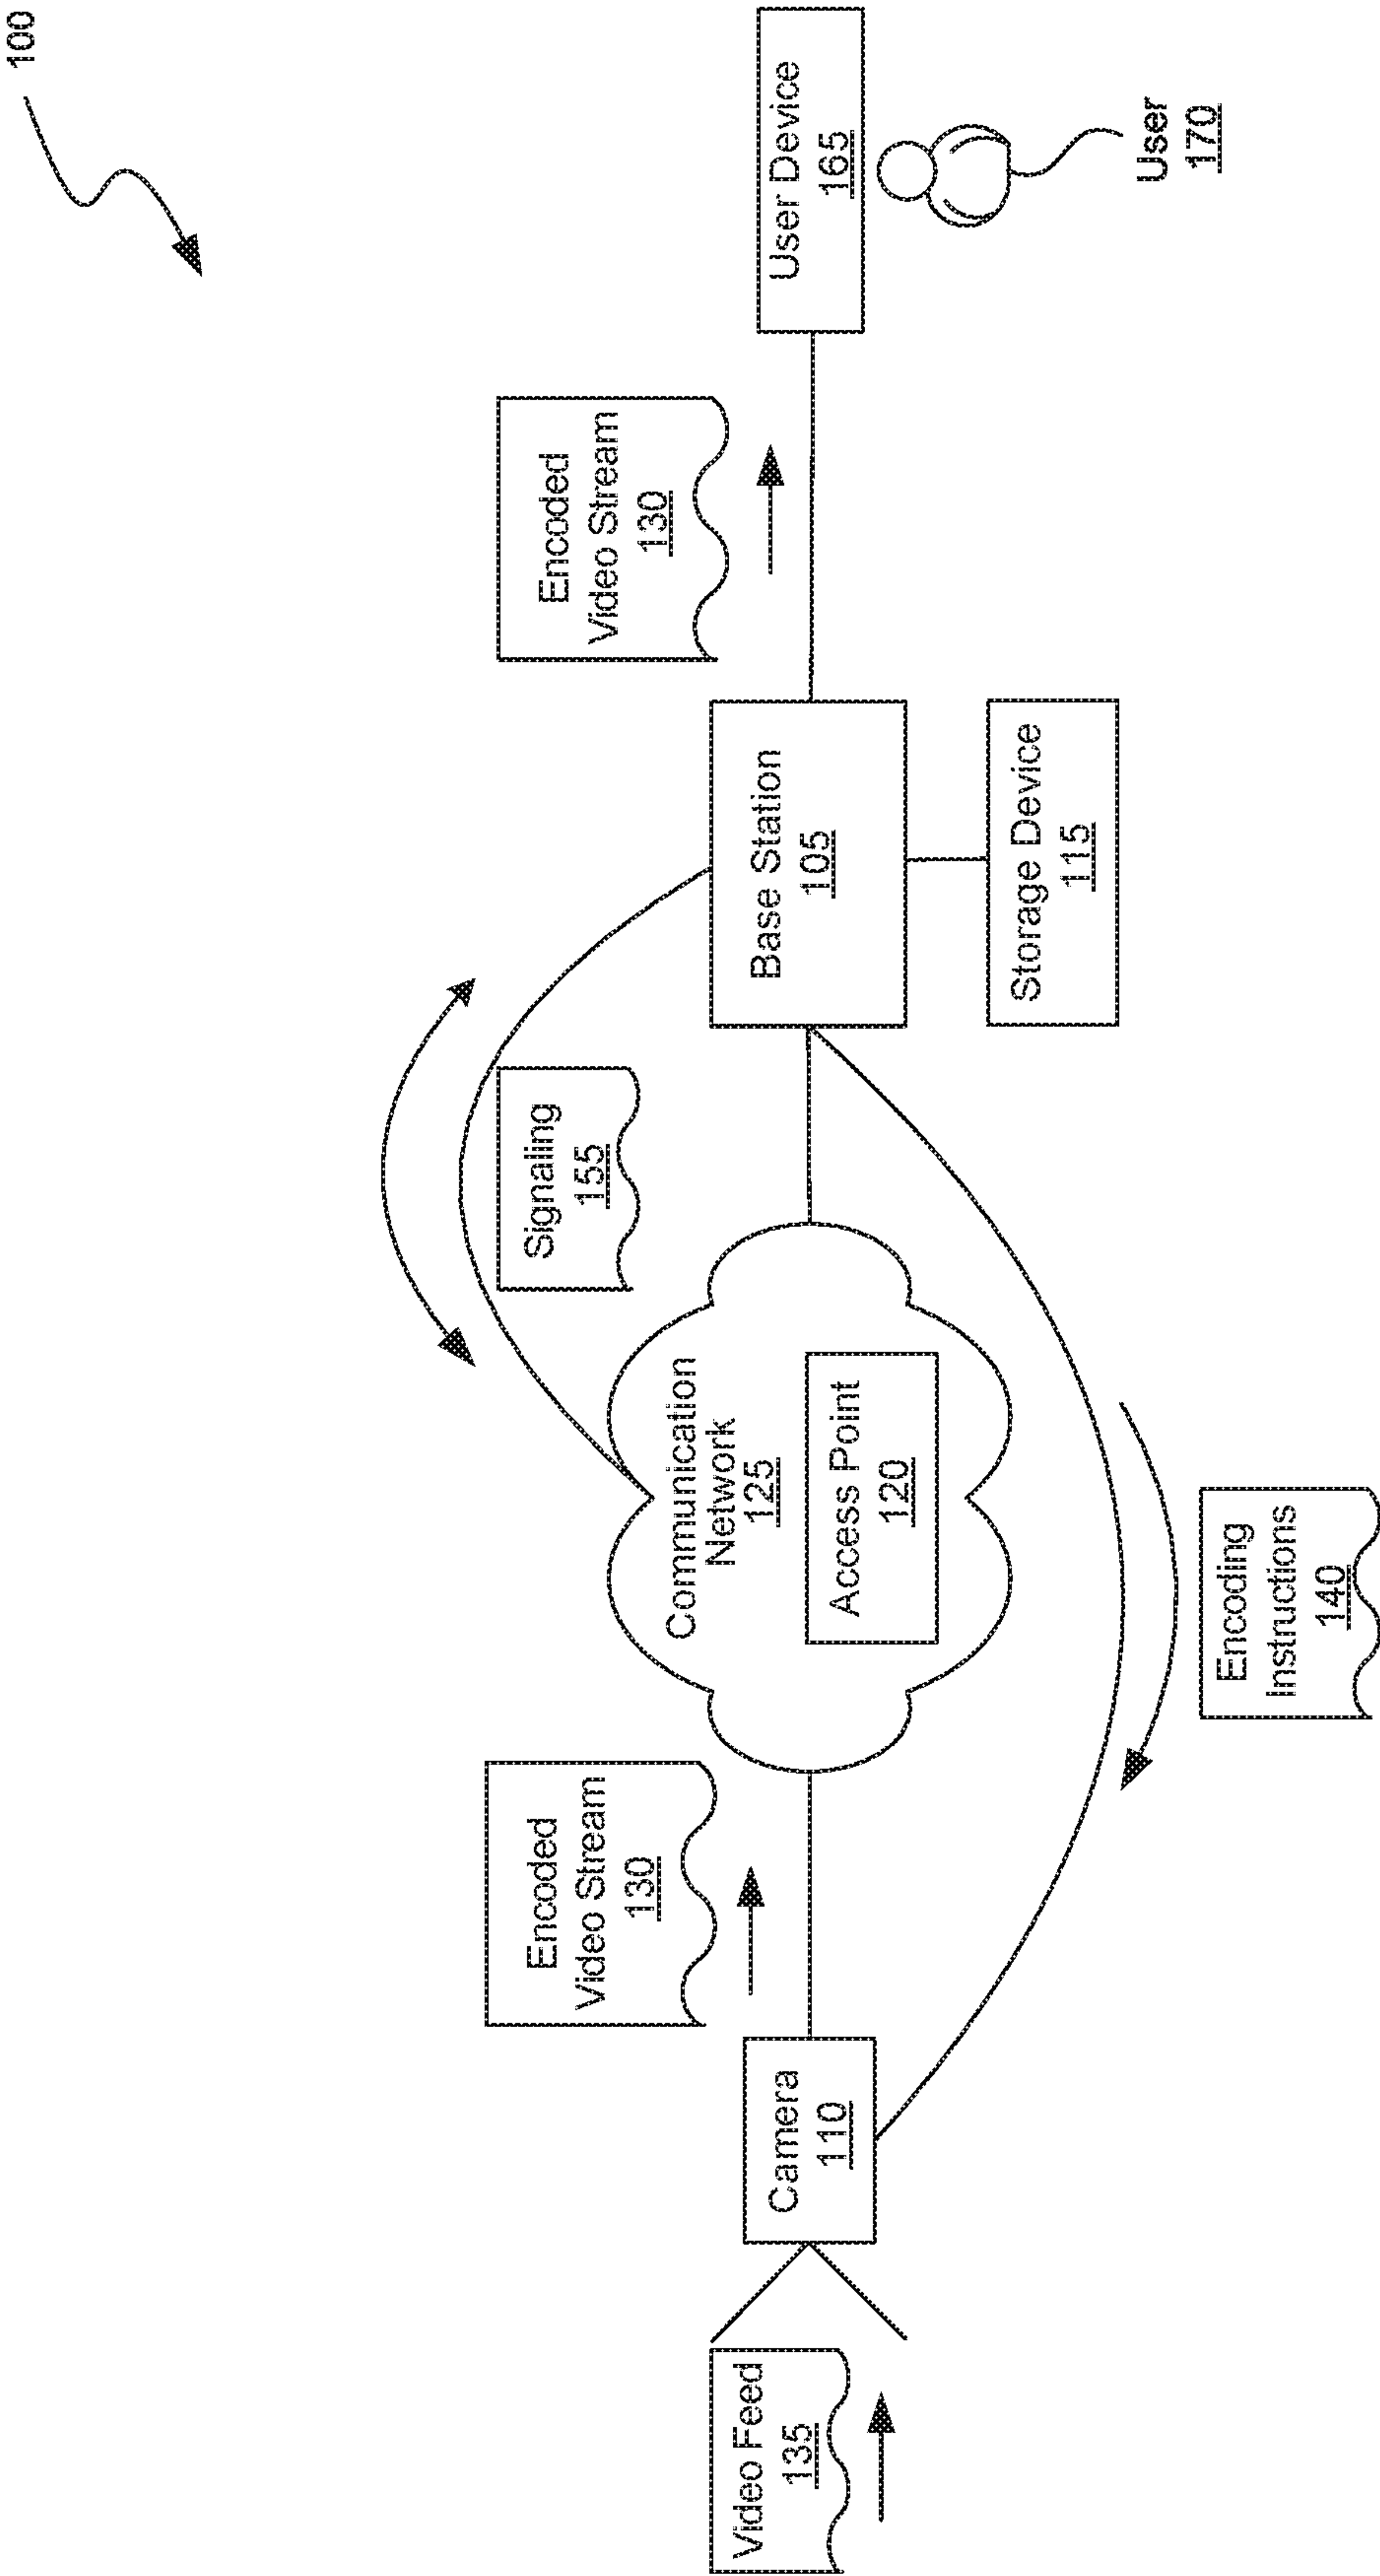 100
Video Feed
135
Camera
110
Encoded
Video Stream
130
Communication
Network
125
Access Point
120
Encoding
Instructions
140
Signaling
155
Base Station
105
Storage Device
115
Encoded
Video Stream
130
User Device
165
User
170